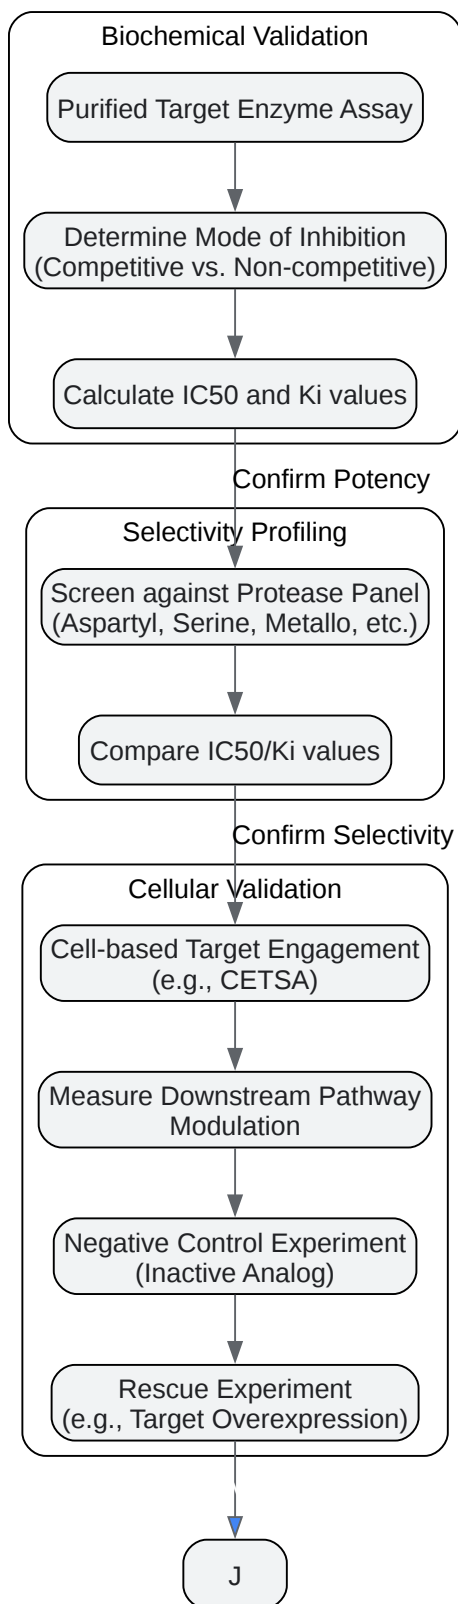 Biochemical Validation
Purified Target Enzyme Assay
Determine Mode of Inhibition
(Competitive vs. Non-competitive)
Calculate IC50 and Ki values
Confirm Potency
Selectivity Profiling
Screen against Protease Panel
(Aspartyl, Serine, Metallo, etc.)
Compare IC50/Ki values
Confirm Selectivity
Cellular Validation
Cell-based Target Engagement
(e.g., CETSA)
Measure Downstream Pathway
Modulation
Negative Control Experiment
(Inactive Analog)
Rescue Experiment
(e.g., Target Overexpression)
J